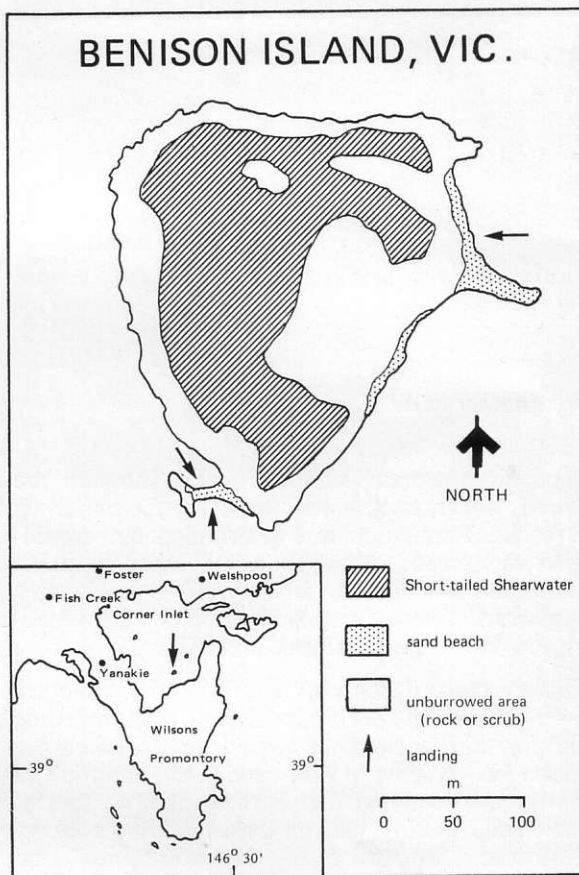 BENISON ISLAND, VIC.
NORTH
Foster
Welshpool
Fish Creek
Corner Inlet
Yanakie
Wilsons
Promontory
39°
39°
146° 30'
Short-tailed Shearwater
sand beach
unburrowed area
(rock or scrub)
landing
m
0 50 100